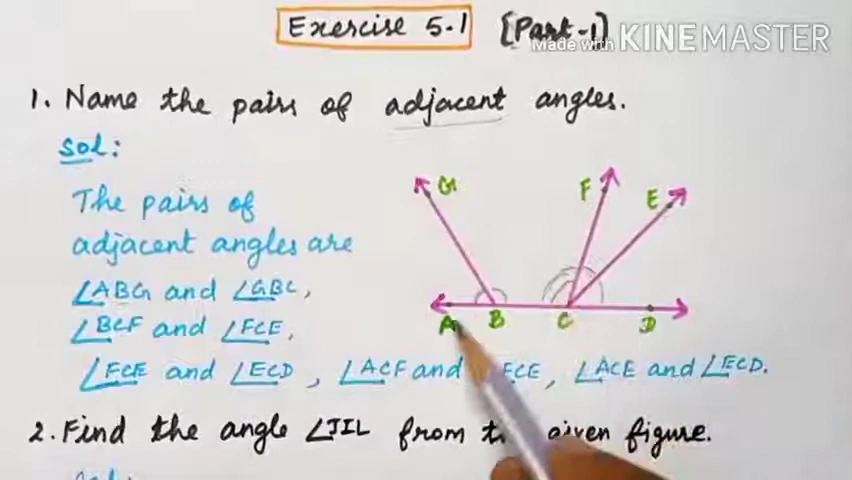 Exercise 5.1 [Part-1]
Made with KINEMASTER
1. Name the pairs of adjacent angles.
Sol:
The pairs of
adjacent angles are
∠ABG and ∠GBC,
∠BCF and ∠FCE,
∠FCE and ∠ECD, ∠ACF and FCE, ∠ACE and ∠ECD.
G F E
A B C D
2. Find the angle ∠JIL from given figure.